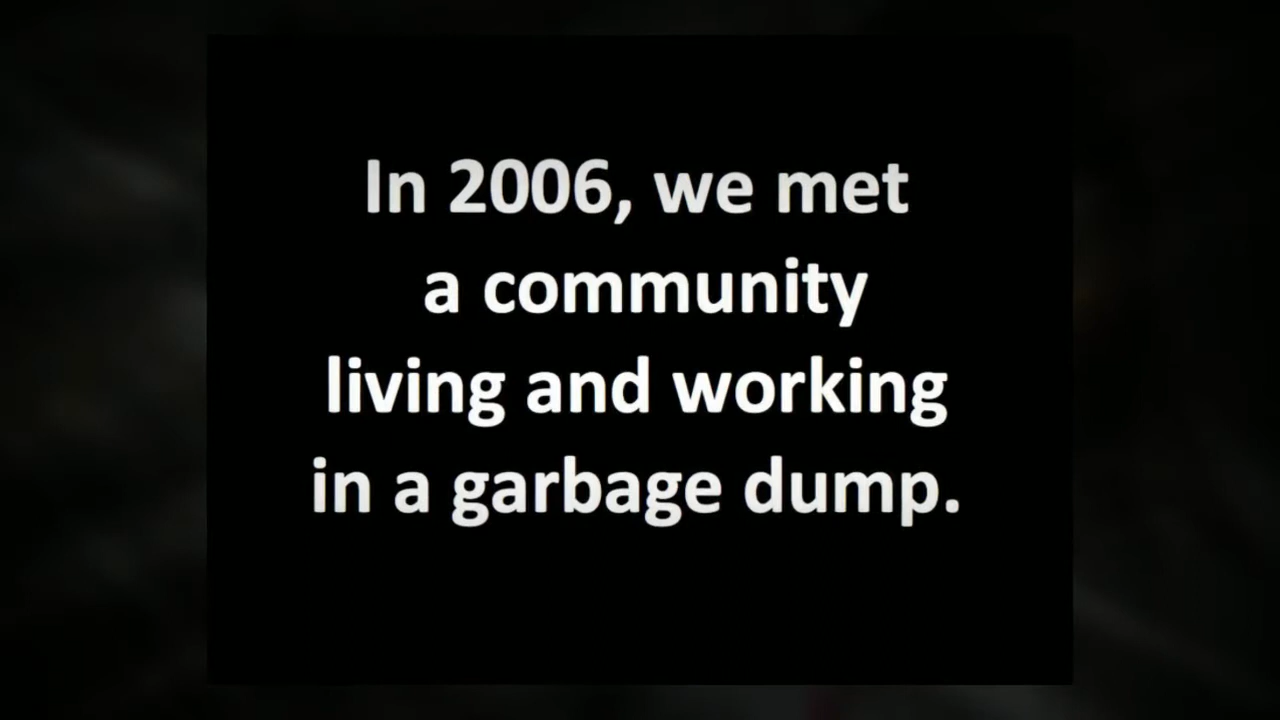 In 2006, we met
a community
living and working
in a garbage dump.